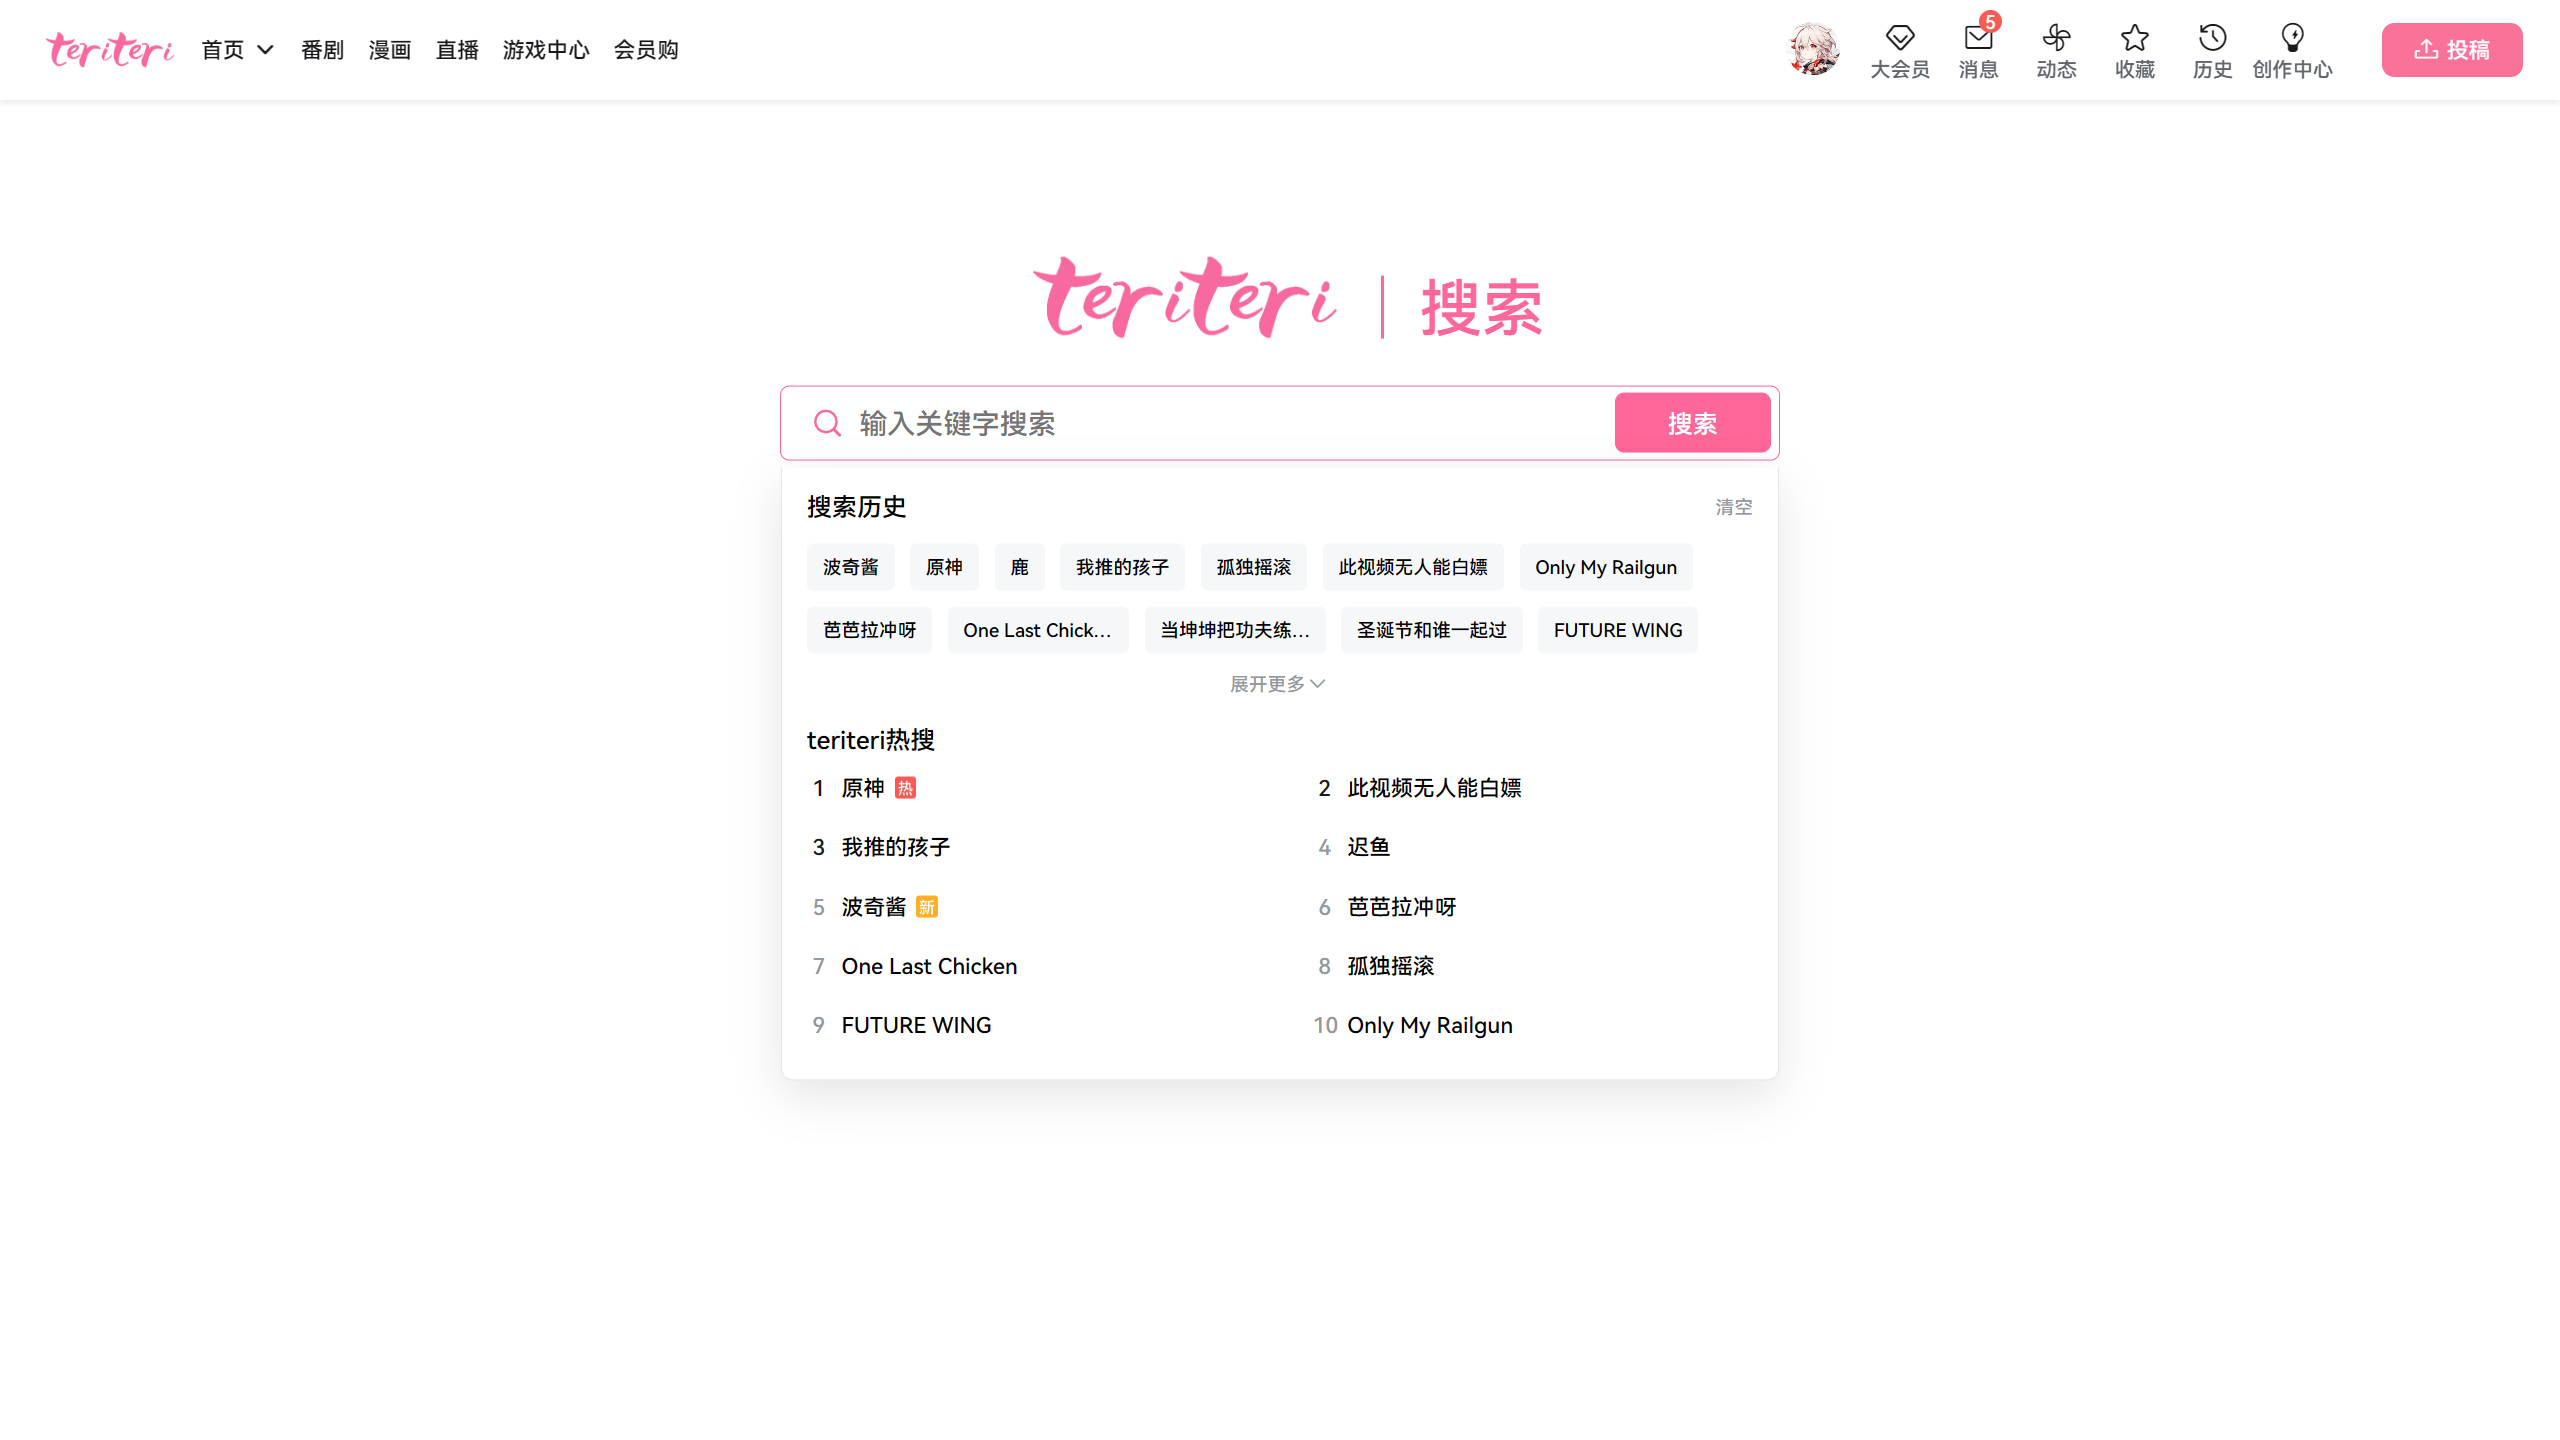 teriteri 首页 番剧 漫画 直播 游戏中心 会员购 大会员 5 消息 动态 收藏 历史 创作中心 投稿
teriteri 搜索
输入关键字搜索 搜索
搜索历史 清空
波奇酱 原神 鹿 我推的孩子 孤独摇滚 此视频无人能白嫖 Only My Railgun
芭芭拉冲呀 One Last Chick... 当坤坤把功夫练... 圣诞节和谁一起过 FUTURE WING
展开更多
teriteri热搜
1 原神 热 2 此视频无人能白嫖
3 我推的孩子 4 迟鱼
5 波奇酱 新 6 芭芭拉冲呀
7 One Last Chicken 8 孤独摇滚
9 FUTURE WING 10 Only My Railgun